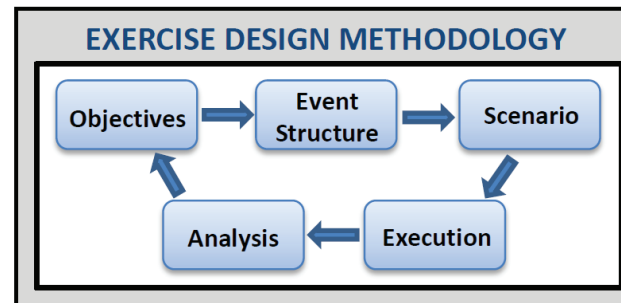 EXERCISE DESIGN METHODOLOGY
Objectives
Event
Structure
Scenario
Analysis
Execution